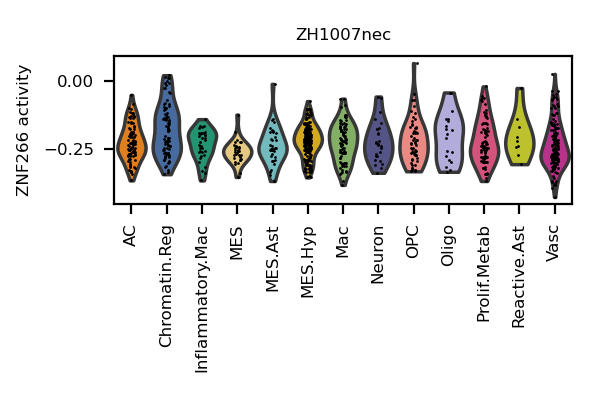 ZH1007nec
ZNF266 activity
0.00
−0.25
AC
Chromatin.Reg
Inflammatory.Mac
MES
MES.Ast
MES.Hyp
Mac
Neuron
OPC
Oligo
Prolif.Metab
Reactive.Ast
Vasc